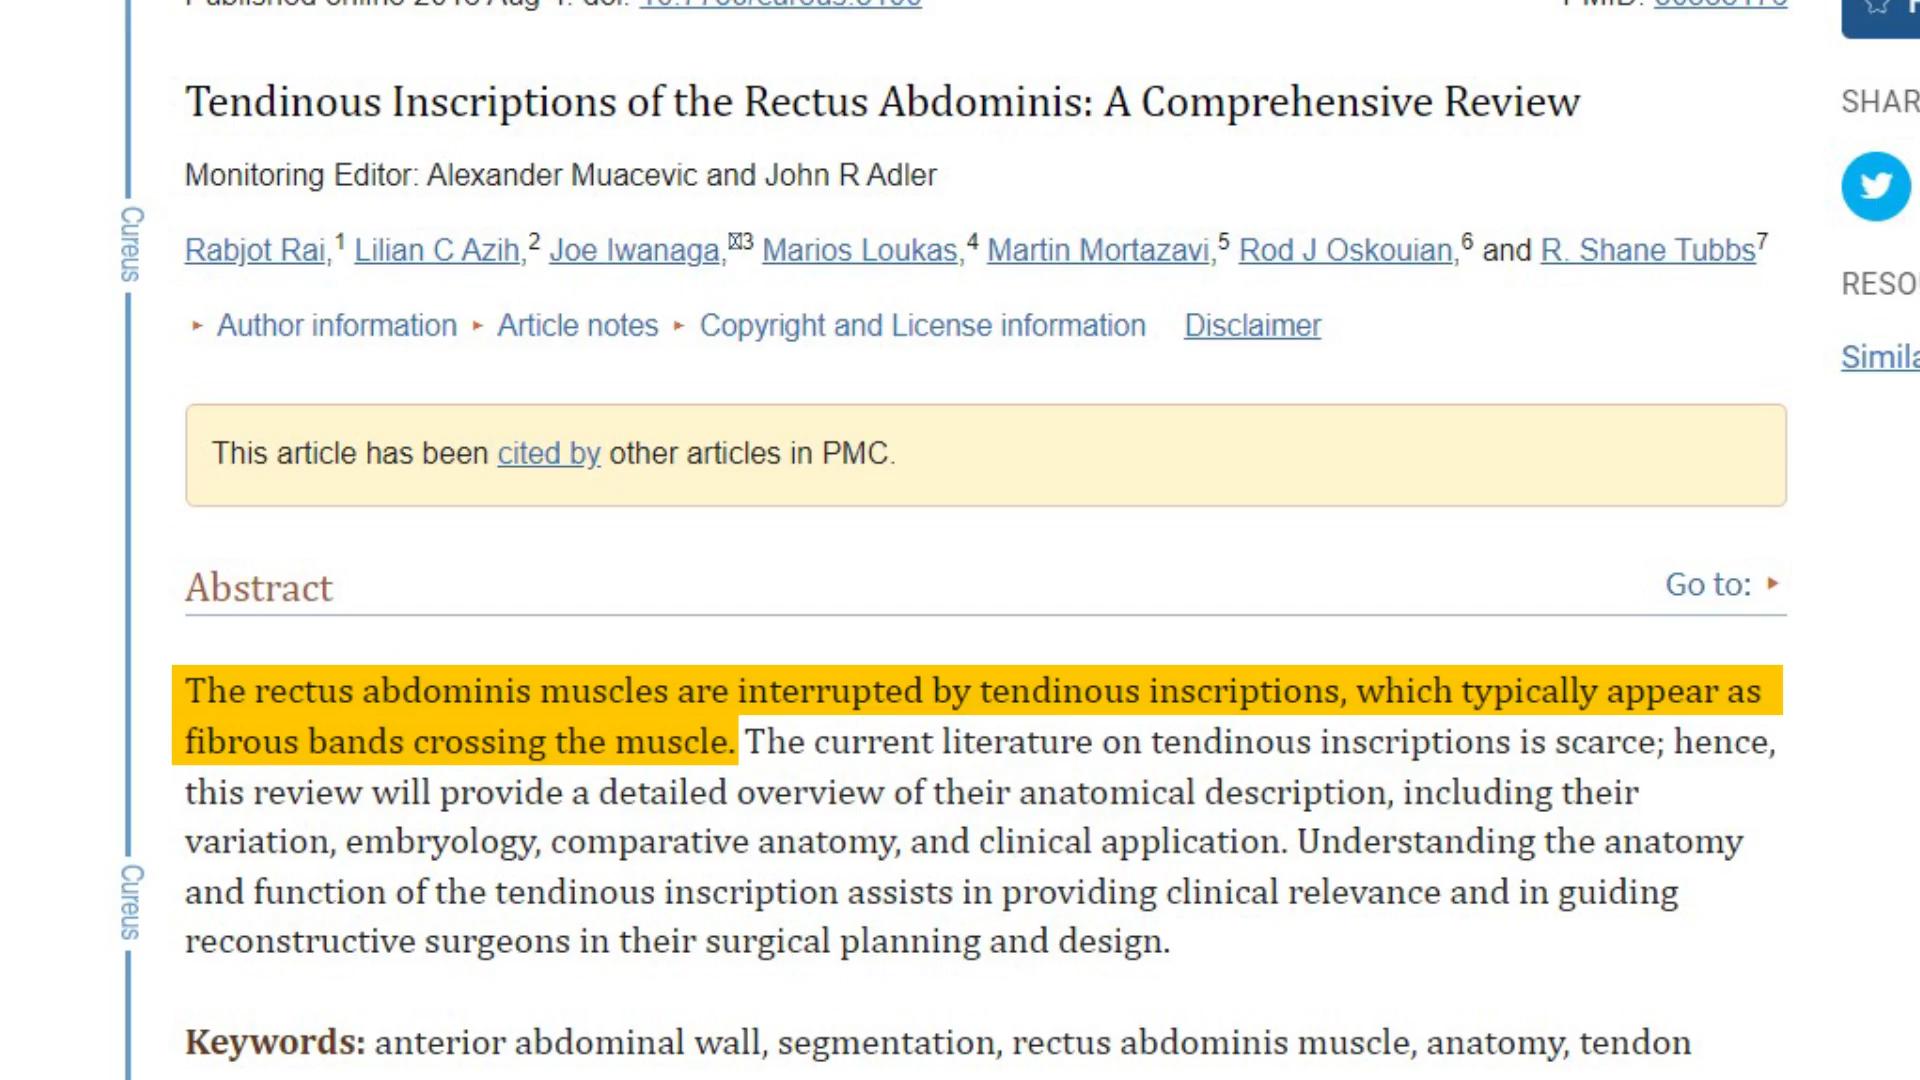 Tendinous Inscriptions of the Rectus Abdominis: A Comprehensive Review
SHAR
Monitoring Editor: Alexander Muacevic and John R Adler
Rabjot Rai,1 Lilian C Azih,2 Joe Iwanaga,3 Marios Loukas,4 Martin Mortazavi,5 Rod J Oskouian,6 and R. Shane Tubbs7
RESO
Author information Article notes Copyright and License information Disclaimer
Simila
This article has been cited by other articles in PMC.
Abstract
Go to:
The rectus abdominis muscles are interrupted by tendinous inscriptions, which typically appear as
fibrous bands crossing the muscle. The current literature on tendinous inscriptions is scarce; hence,
this review will provide a detailed overview of their anatomical description, including their
variation, embryology, comparative anatomy, and clinical application. Understanding the anatomy
and function of the tendinous inscription assists in providing clinical relevance and in guiding
reconstructive surgeons in their surgical planning and design.
Keywords: anterior abdominal wall, segmentation, rectus abdominis muscle, anatomy, tendon
Cureus
Cureus